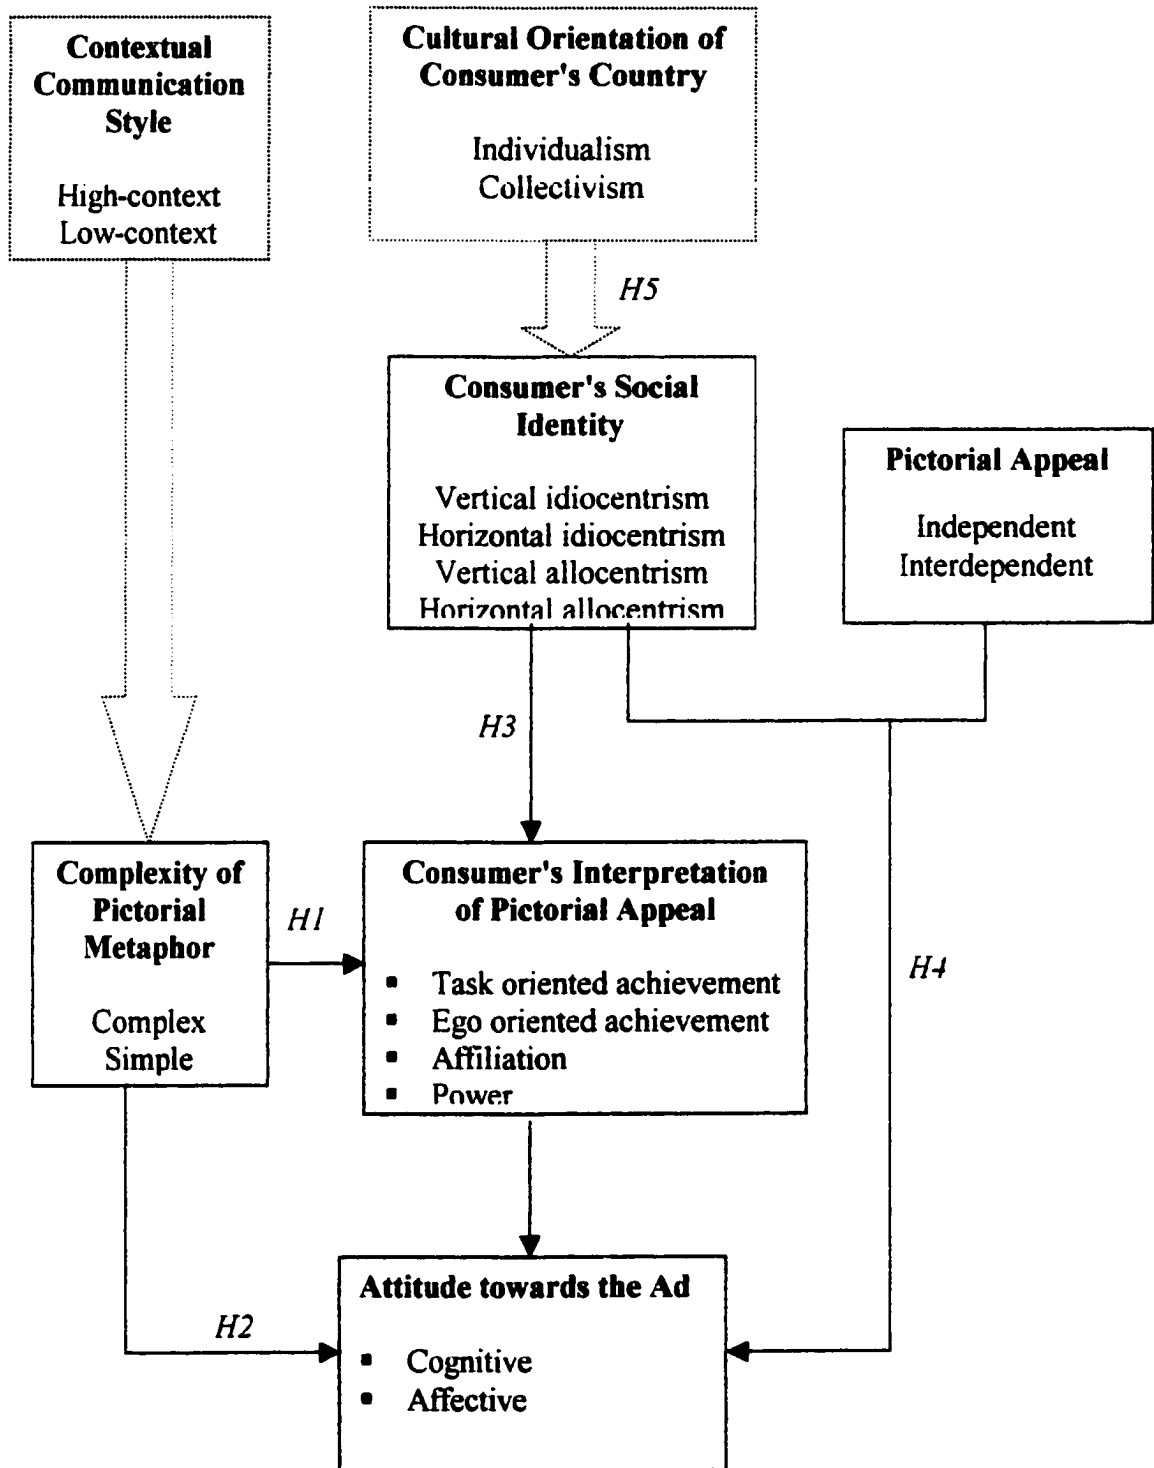 Contextual
Communication
Style
High-context
Low-context
Cultural Orientation of
Consumer's Country
Individualism
Collectivism
H5
Consumer's Social
Identity
Vertical idiocentrism
Horizontal idiocentrism
Vertical allocentrism
Horizontal allocentrism
Pictorial Appeal
Independent
Interdependent
H3
Complexity of
Pictorial
Metaphor
Complex
Simple
H1
Consumer's Interpretation
of Pictorial Appeal
▪ Task oriented achievement
▪ Ego oriented achievement
▪ Affiliation
▪ Power
H4
H2
Attitude towards the Ad
▪ Cognitive
▪ Affective